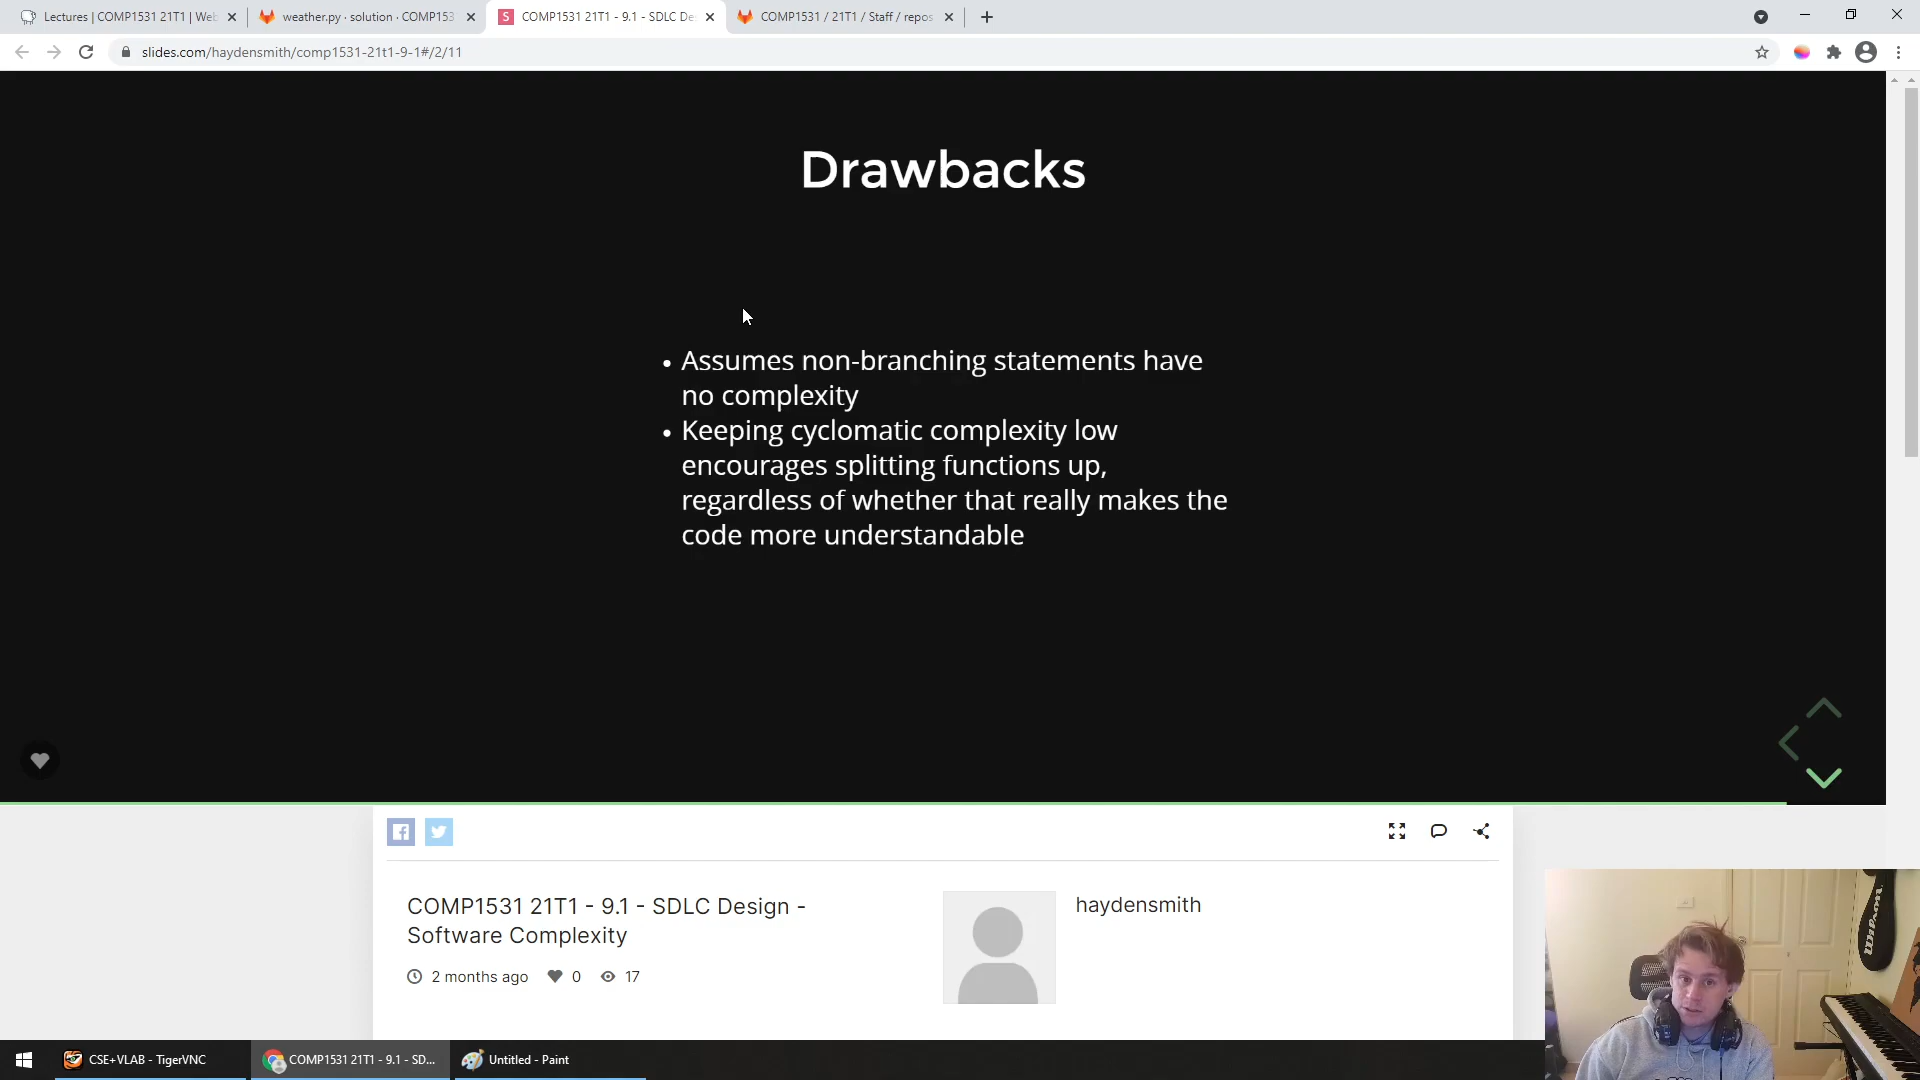 Lectures | COMP1531 21T1 | Web
weather.py · solution · COMP153
COMP1531 21T1 - 9.1 - SDLC De
COMP1531 / 21T1 / Staff / repos
slides.com/haydensmith/comp1531-21t1-9-1#/2/11
Drawbacks
• Assumes non-branching statements have
no complexity
• Keeping cyclomatic complexity low
encourages splitting functions up,
regardless of whether that really makes the
code more understandable
COMP1531 21T1 - 9.1 - SDLC Design -
Software Complexity
2 months ago 0 17
haydensmith
Wilson
CSE+VLAB - TigerVNC
COMP1531 21T1 - 9.1 - SD...
Untitled - Paint